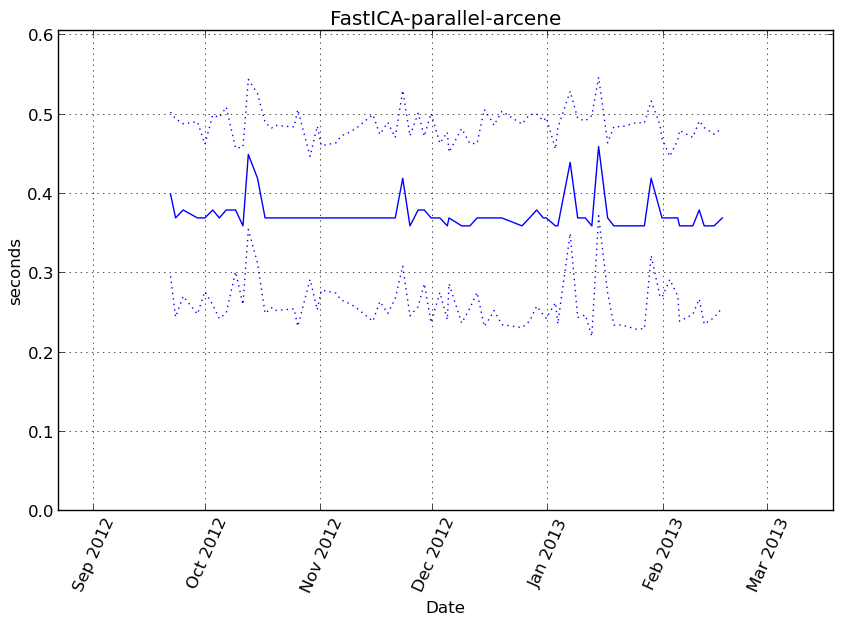 FastICA-parallel-arcene
0.6
0.5
0.4
0.3
0.2
0.1
0.0
seconds
Sep 2012
Oct 2012
Nov 2012
Dec 2012
Jan 2013
Feb 2013
Mar 2013
Date